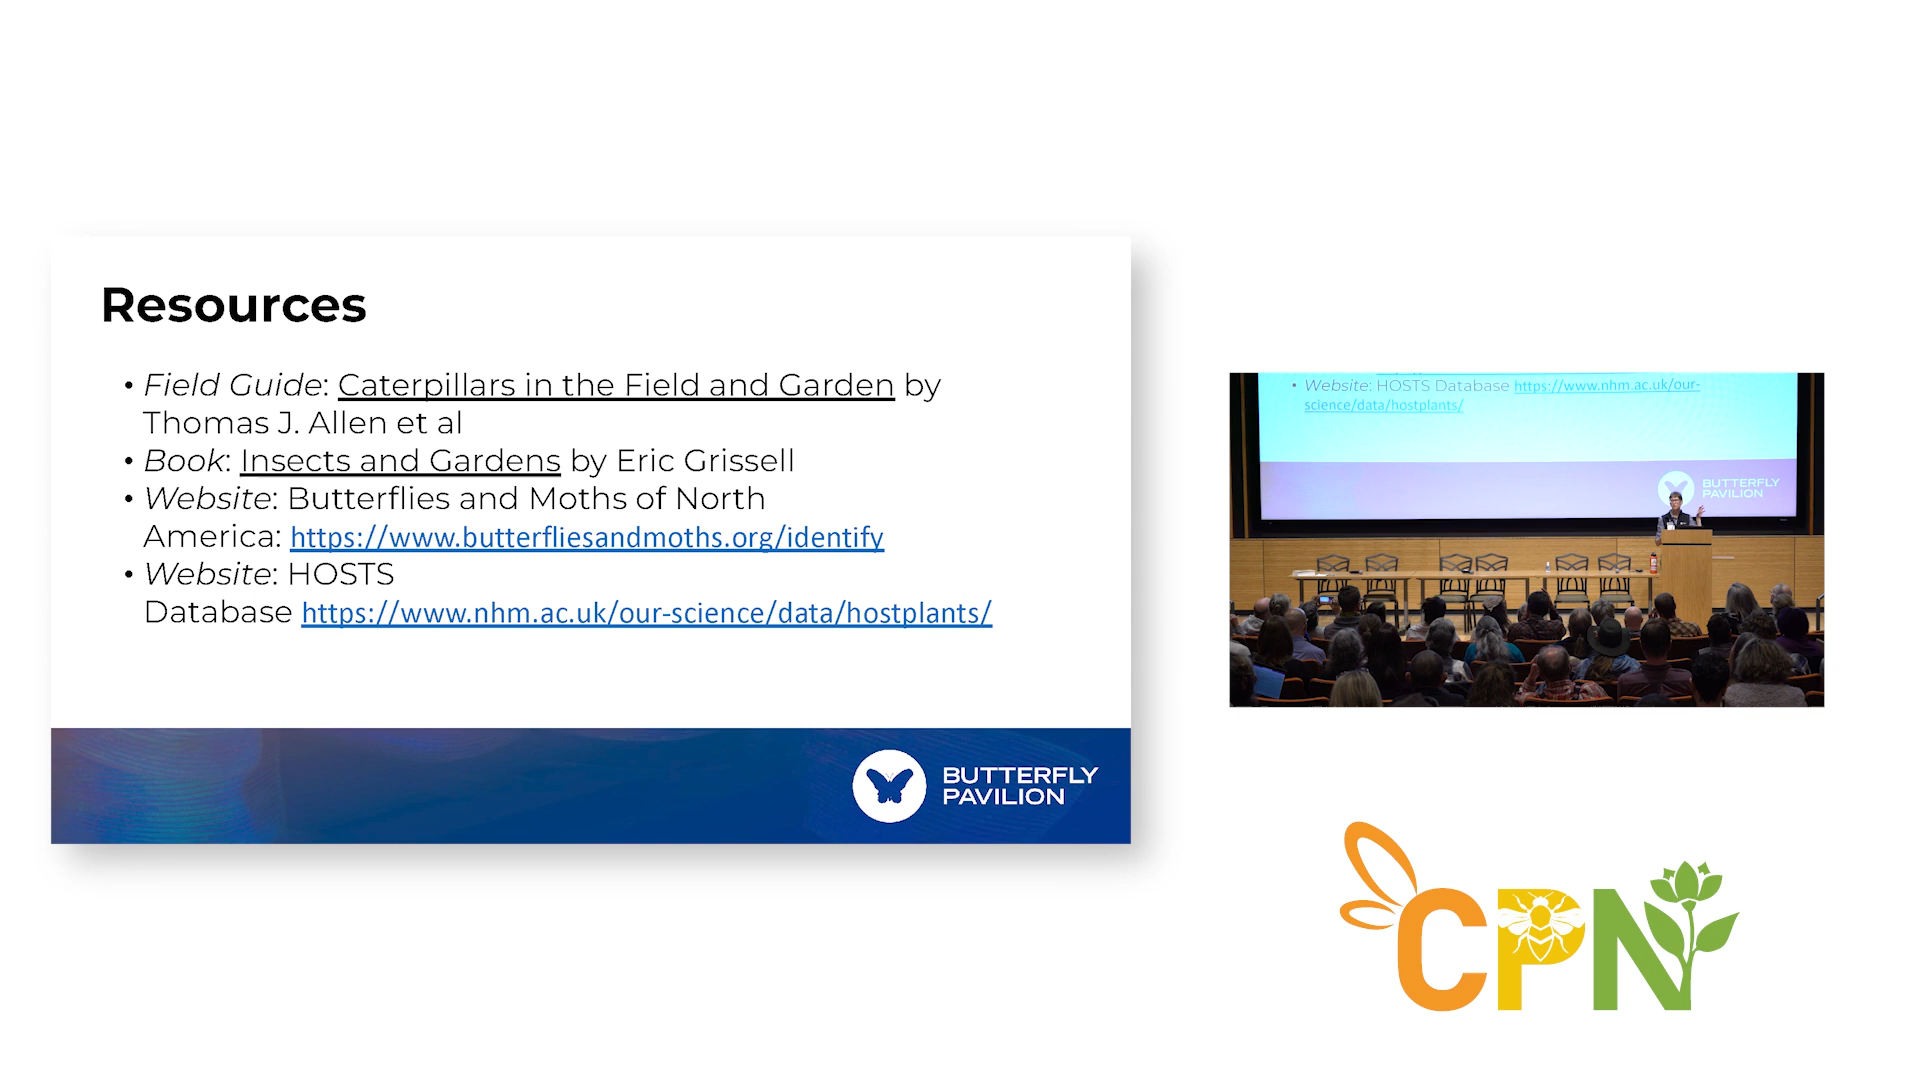 Resources
• Field Guide: Caterpillars in the Field and Garden by
Thomas J. Allen et al
• Book: Insects and Gardens by Eric Grissell
• Website: Butterflies and Moths of North
America: https://www.butterfliesandmoths.org/identify
• Website: HOSTS
Database https://www.nhm.ac.uk/our-science/data/hostplants/
BUTTERFLY
PAVILION
• Website: HOSTS Database https://www.nhm.ac.uk/our-
science/data/hostplants/
BUTTERFLY
PAVILION
CPN